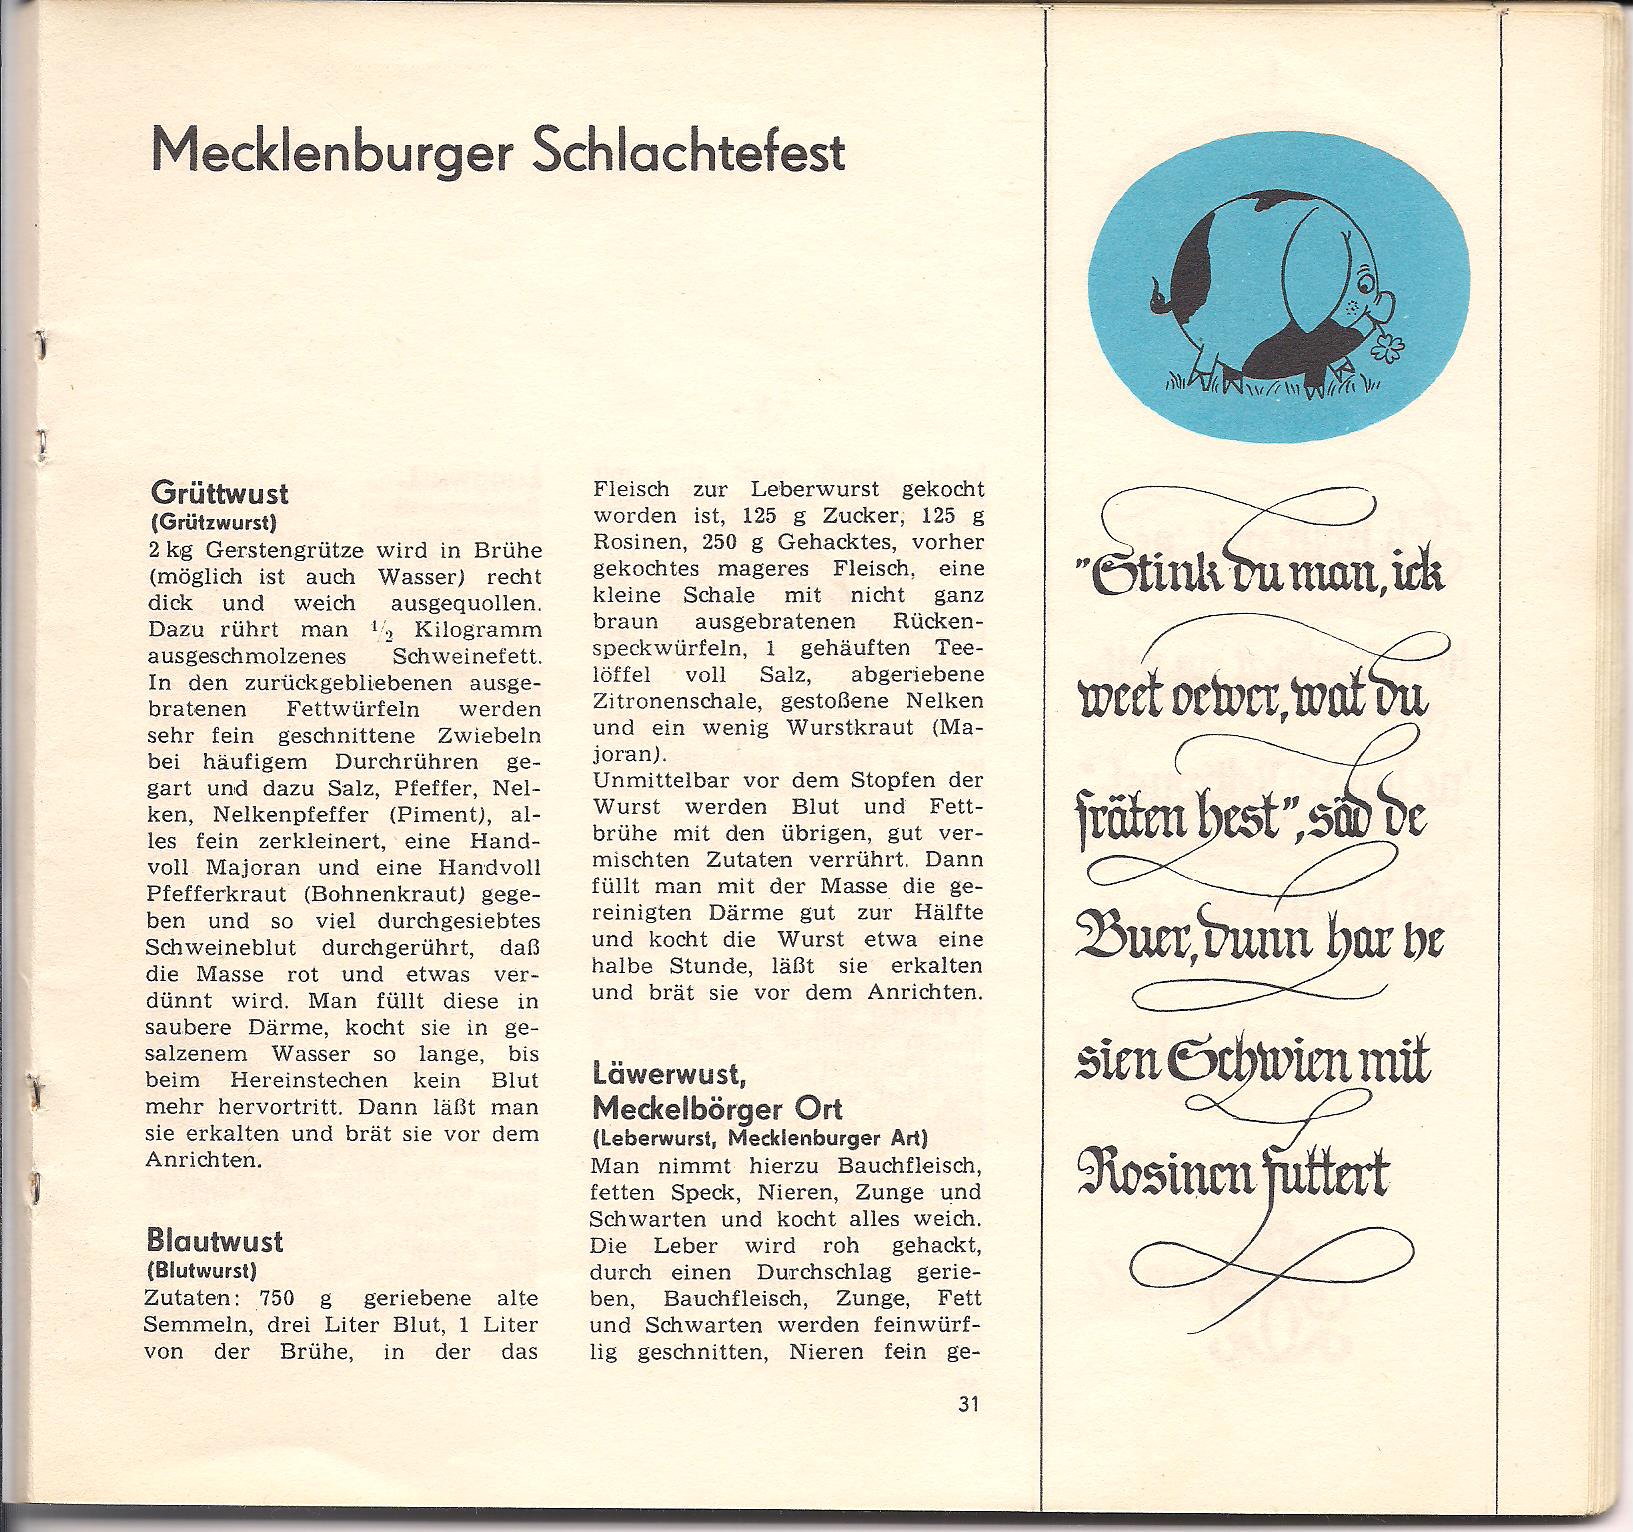 Mecklenburger Schlachtefest
Grüttwust
(Grützwurst)
2 kg Gerstengrütze wird in Brühe
(möglich ist auch Wasser) recht
dick und weich ausgequollen.
Dazu rührt man 1/2 Kilogramm
ausgeschmolzenes Schweinefett.
In den zurückgebliebenen ausge-
bratenen Fettwürfeln werden
sehr fein geschnittene Zwiebeln
bei häufigem Durchrühren ge-
gart und dazu Salz, Pfeffer, Nel-
ken, Nelkenpfeffer (Piment), al-
les fein zerkleinert, eine Hand-
voll Majoran und eine Handvoll
Pfefferkraut (Bohnenkraut) gege-
ben und so viel durchgesiebtes
Schweineblut durchgerührt, daß
die Masse rot und etwas ver-
dünnt wird. Man füllt diese in
saubere Därme, kocht sie in ge-
salzenem Wasser so lange, bis
beim Hereinstechen kein Blut
mehr hervortritt. Dann läßt man
sie erkalten und brät sie vor dem
Anrichten.
Blautwust
(Blutwurst)
Zutaten: 750 g geriebene alte
Semmeln, drei Liter Blut, 1 Liter
von der Brühe, in der das
Fleisch zur Leberwurst gekocht
worden ist, 125 g Zucker, 125 g
Rosinen, 250 g Gehacktes, vorher
gekochtes mageres Fleisch, eine
kleine Schale mit nicht ganz
braun ausgebratenen Rücken-
speckwürfeln, 1 gehäuften Tee-
löffel voll Salz, abgeriebene
Zitronenschale, gestoßene Nelken
und ein wenig Wurstkraut (Ma-
joran).
Unmittelbar vor dem Stopfen der
Wurst werden Blut und Fett-
brühe mit den übrigen, gut ver-
mischten Zutaten verrührt. Dann
füllt man mit der Masse die ge-
reinigten Därme gut zur Hälfte
und kocht die Wurst etwa eine
halbe Stunde, läßt sie erkalten
und brät sie vor dem Anrichten.
Läwerwust,
Meckelbörger Ort
(Leberwurst, Mecklenburger Art)
Man nimmt hierzu Bauchfleisch,
fetten Speck, Nieren, Zunge und
Schwarten und kocht alles weich.
Die Leber wird roh gehackt,
durch einen Durchschlag gerie-
ben, Bauchfleisch, Zunge, Fett
und Schwarten werden feinwürf-
lig geschnitten, Nieren fein ge-
31
"Stink du man, ick
weet oewer, wat du
fräten hest", säd de
Buer, dunn har he
sien Schwien mit
Rosinen futtert